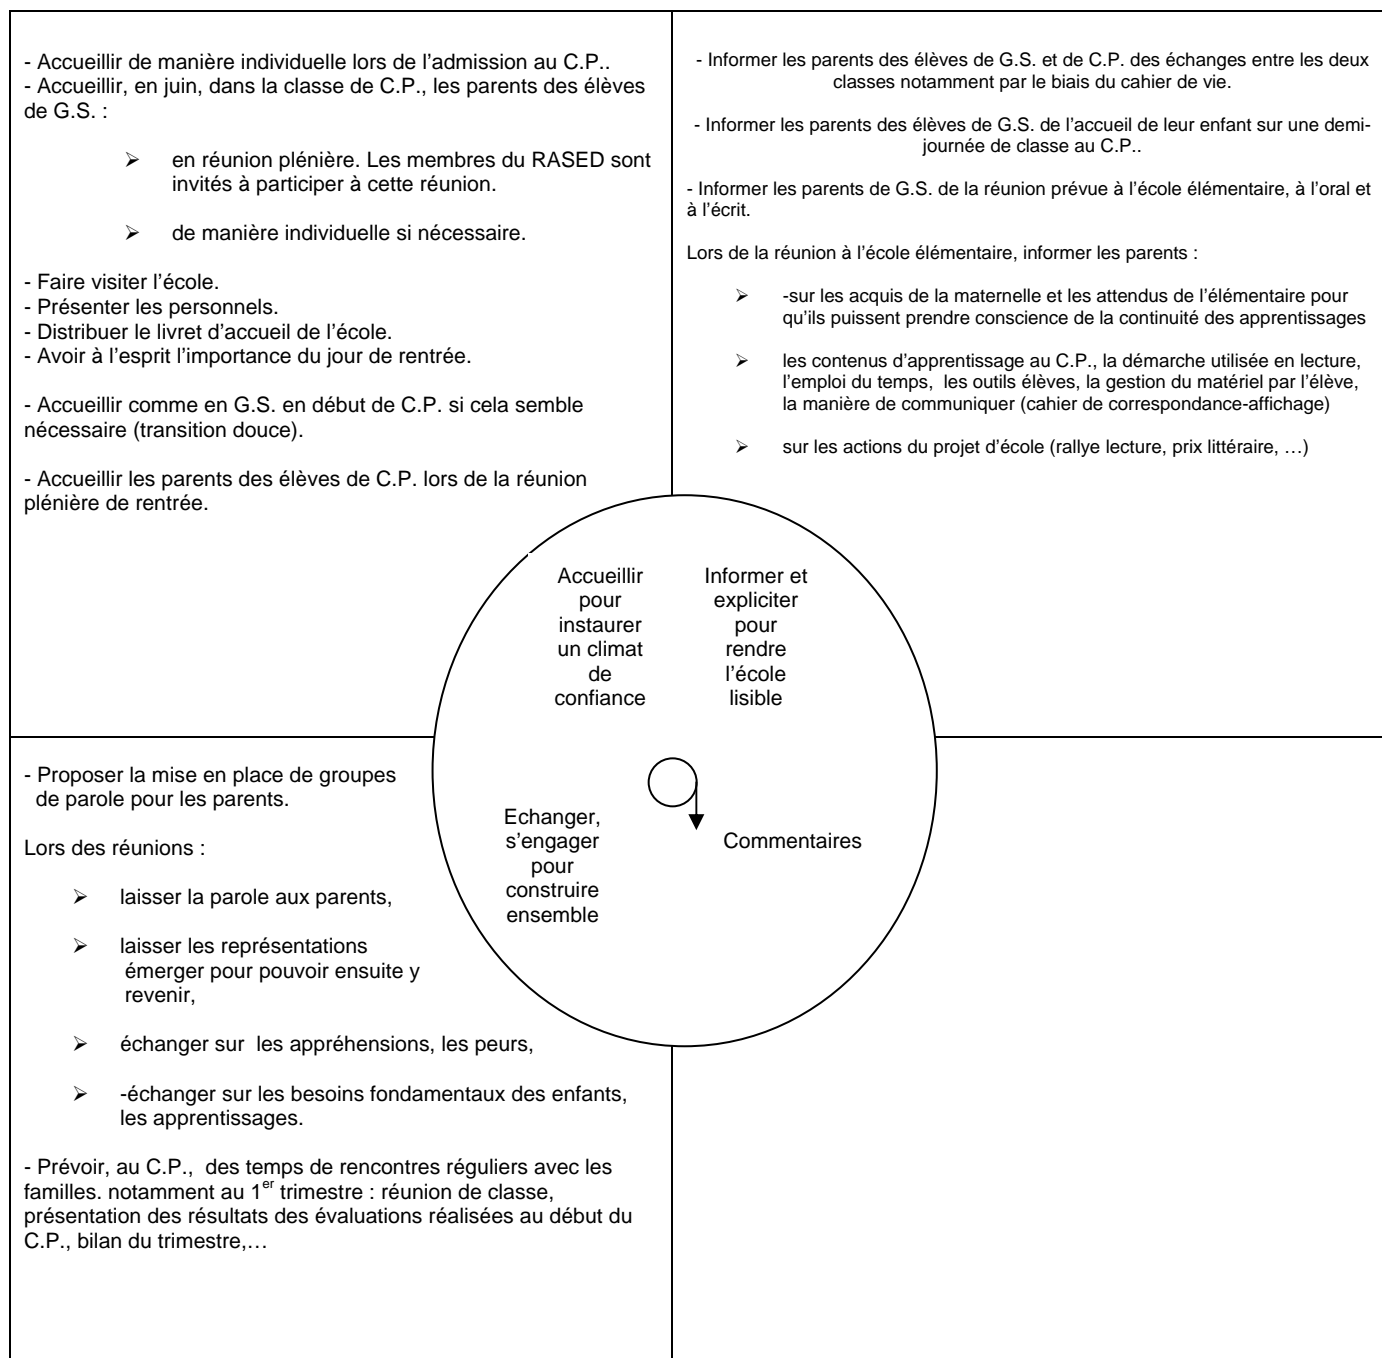 - Accueillir de manière individuelle lors de l'admission au C.P..
- Accueillir, en juin, dans la classe de C.P., les parents des élèves
de G.S. :
➢ en réunion plénière. Les membres du RASED sont
invités à participer à cette réunion.
➢ de manière individuelle si nécessaire.
- Faire visiter l'école.
- Présenter les personnels.
- Distribuer le livret d'accueil de l'école.
- Avoir à l'esprit l'importance du jour de rentrée.
- Accueillir comme en G.S. en début de C.P. si cela semble
nécessaire (transition douce).
- Accueillir les parents des élèves de C.P. lors de la réunion
plénière de rentrée.
- Informer les parents des élèves de G.S. et de C.P. des échanges entre les deux
classes notamment par le biais du cahier de vie.
- Informer les parents des élèves de G.S. de l'accueil de leur enfant sur une demi-
journée de classe au C.P..
- Informer les parents de G.S. de la réunion prévue à l'école élémentaire, à l'oral et
à l'écrit.
Lors de la réunion à l'école élémentaire, informer les parents :
➢ -sur les acquis de la maternelle et les attendus de l'élémentaire pour
qu'ils puissent prendre conscience de la continuité des apprentissages
➢ les contenus d'apprentissage au C.P., la démarche utilisée en lecture,
l'emploi du temps, les outils élèves, la gestion du matériel par l'élève,
la manière de communiquer (cahier de correspondance-affichage)
➢ sur les actions du projet d'école (rallye lecture, prix littéraire, …)
Accueillir
pour
instaurer
un climat
de
confiance
Informer et
expliciter
pour
rendre
l'école
lisible
Echanger,
s'engager
pour
construire
ensemble
Commentaires
- Proposer la mise en place de groupes
de parole pour les parents.
Lors des réunions :
➢ laisser la parole aux parents,
➢ laisser les représentations
émerger pour pouvoir ensuite y
revenir,
➢ échanger sur les appréhensions, les peurs,
➢ -échanger sur les besoins fondamentaux des enfants,
les apprentissages.
- Prévoir, au C.P., des temps de rencontres réguliers avec les
familles. notamment au 1er trimestre : réunion de classe,
présentation des résultats des évaluations réalisées au début du
C.P., bilan du trimestre,…